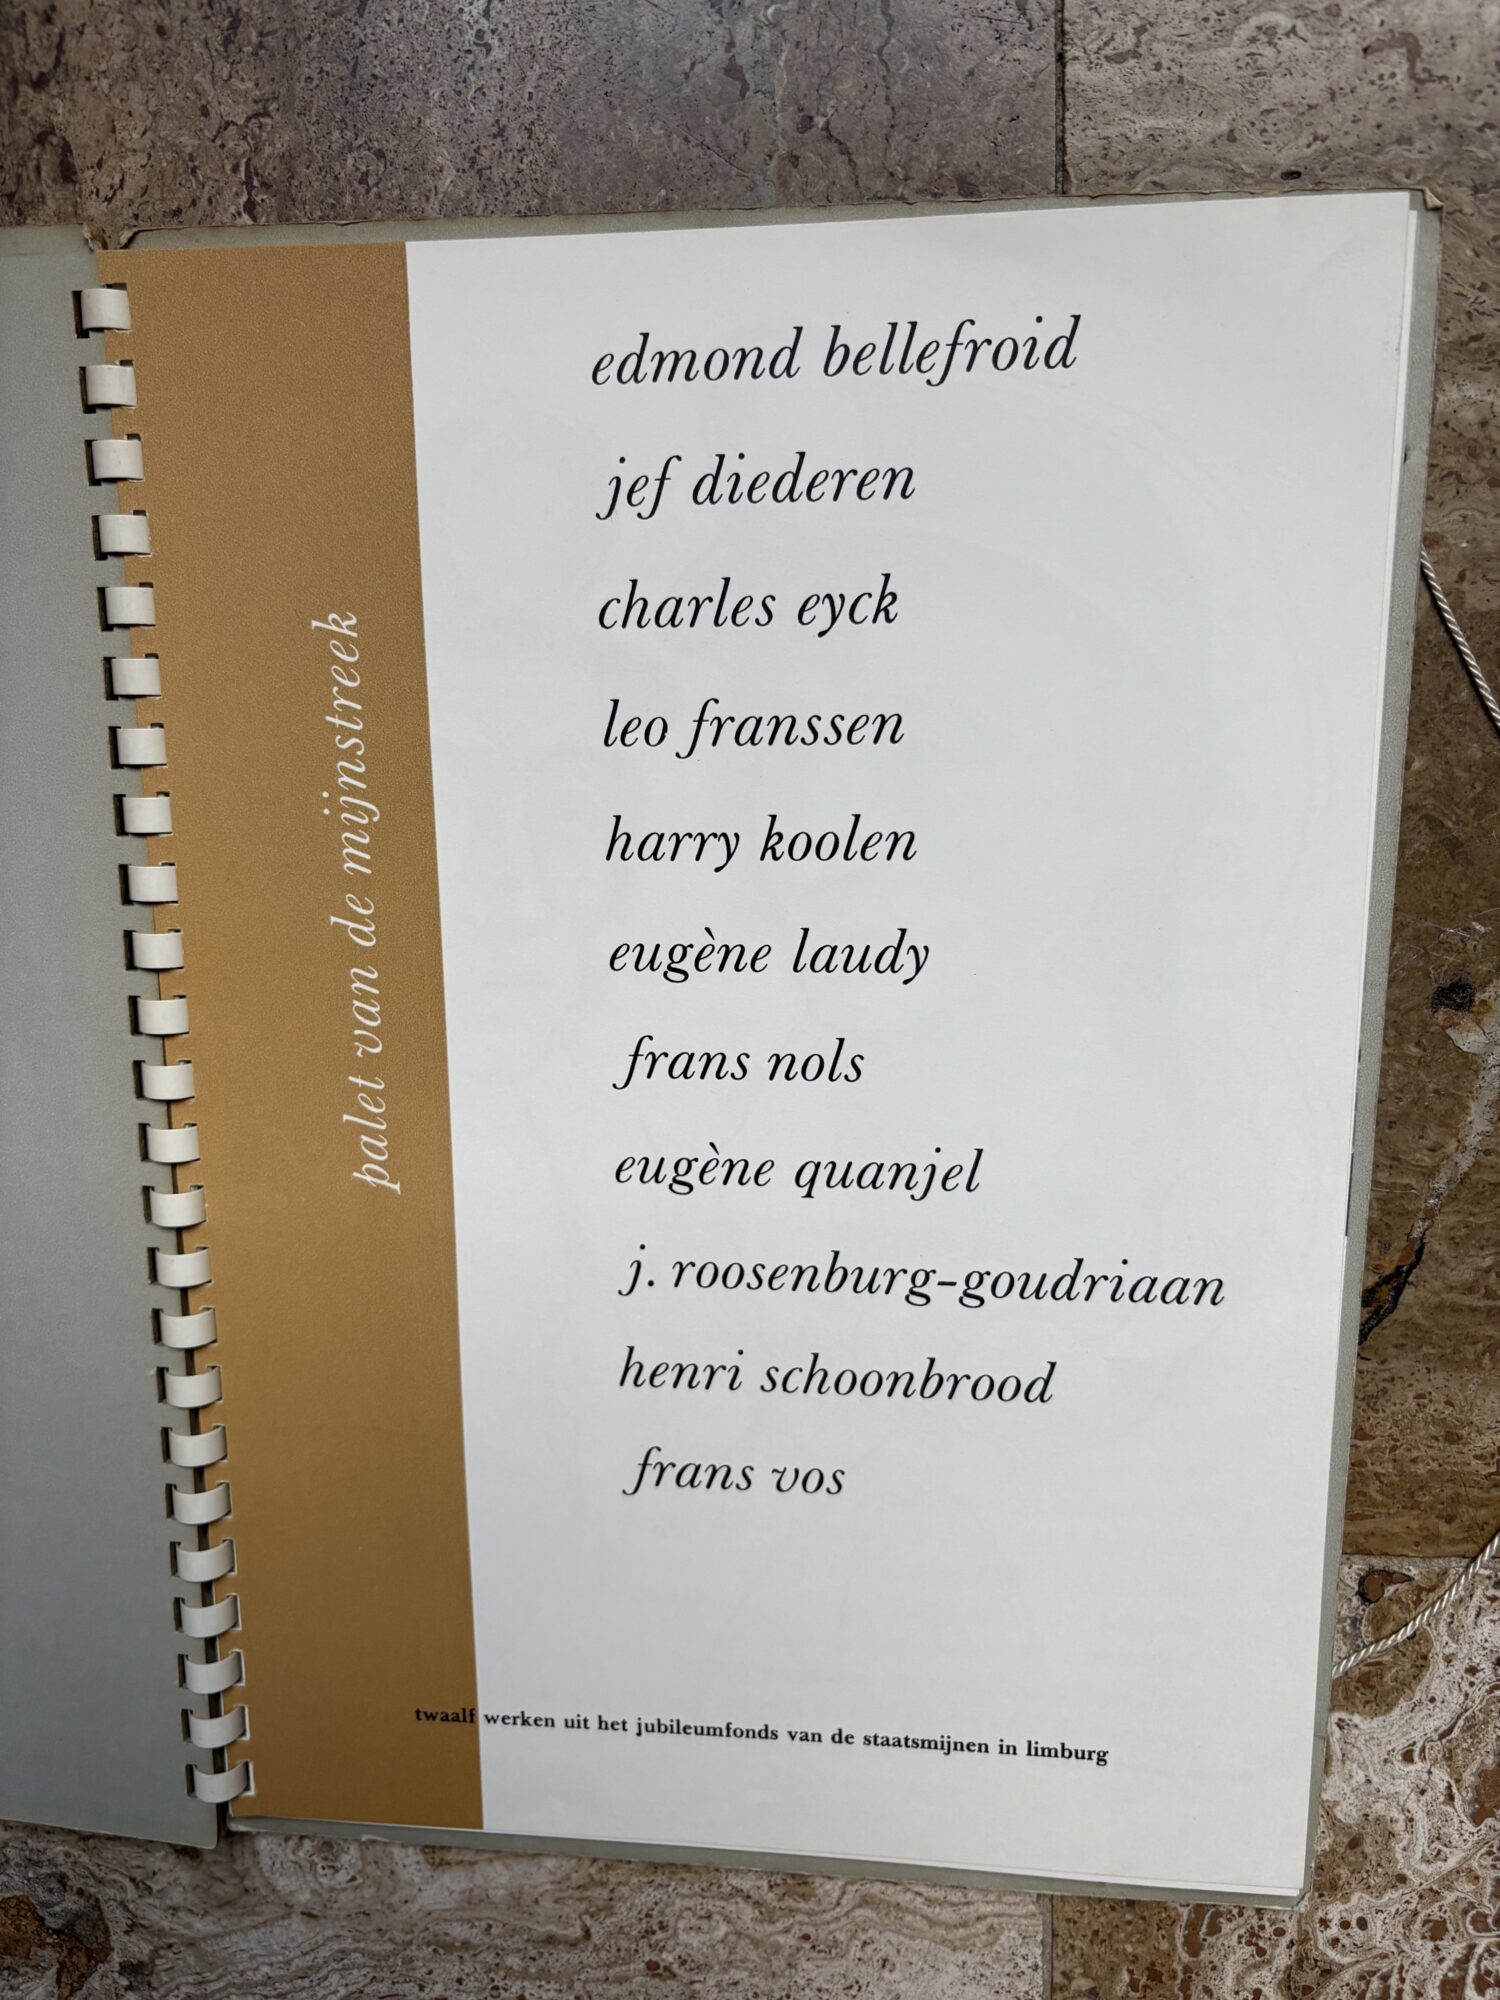 palet van de mijnstreek
edmond bellefroid
jef diederen
charles eyck
leo franssen
harry koolen
eugène laudy
frans nols
eugène quanjel
j. roosenburg-goudriaan
henri schoonbrood
frans vos
twaalf werken uit het jubileumfonds van de staatsmijnen in limburg